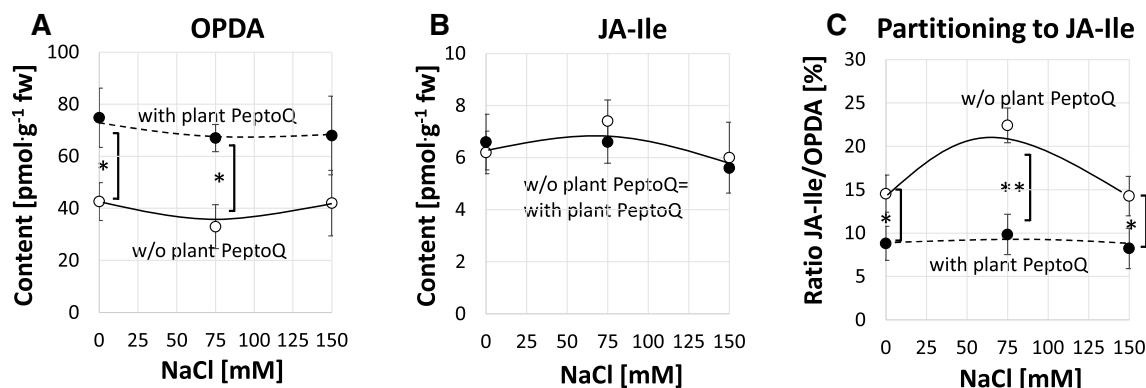 A OPDA
Content [pmol·g⁻¹ fw]
100
80
60
40
20
0
with plant PeptoQ
*
*
w/o plant PeptoQ
0 25 50 75 100 125 150
NaCl [mM]
B JA-Ile
Content [pmol·g⁻¹ fw]
10
8
6
4
2
0
w/o plant PeptoQ=
with plant PeptoQ
0 25 50 75 100 125 150
NaCl [mM]
C Partitioning to JA-Ile
Ratio JA-Ile/OPDA [%]
30
25
20
15
10
5
0
w/o plant PeptoQ
**
*
*
with plant PeptoQ
0 25 50 75 100 125 150
NaCl [mM]